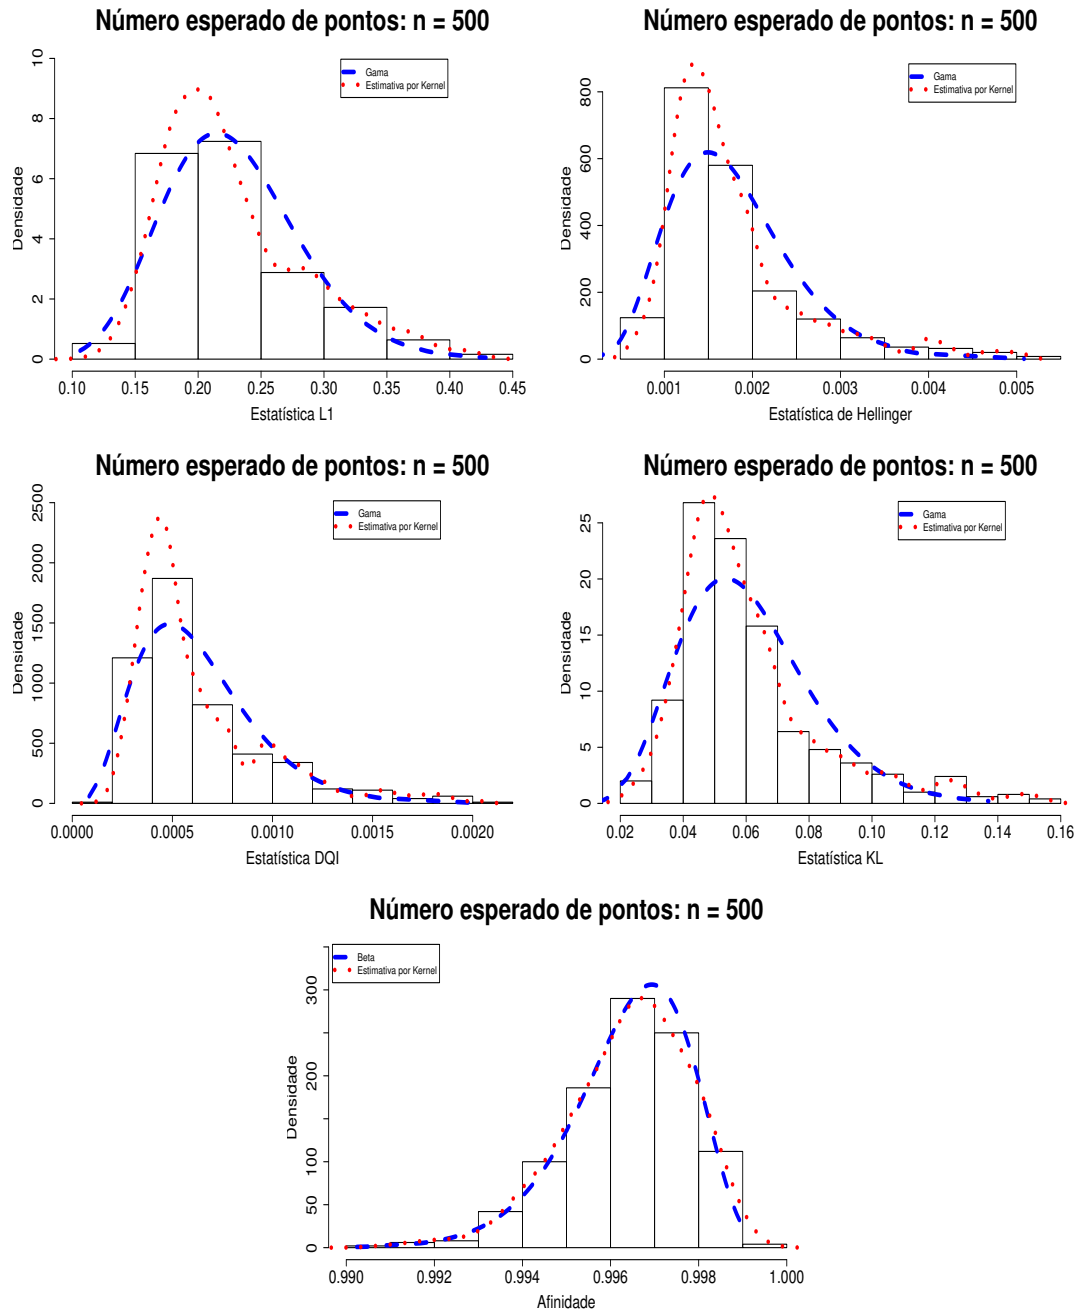 Número esperado de pontos: n = 500
Gama
Estimativa por Kernel
Densidade
0 2 4 6 8 10
0.10 0.15 0.20 0.25 0.30 0.35 0.40 0.45
Estatística L1
Número esperado de pontos: n = 500
Gama
Estimativa por Kernel
Densidade
0 200 400 600 800
0.001 0.002 0.003 0.004 0.005
Estatística de Hellinger
Número esperado de pontos: n = 500
Gama
Estimativa por Kernel
Densidade
0 500 1000 1500 2000 2500
0.0000 0.0005 0.0010 0.0015 0.0020
Estatística DQI
Número esperado de pontos: n = 500
Gama
Estimativa por Kernel
Densidade
0 5 10 15 20 25
0.02 0.04 0.06 0.08 0.10 0.12 0.14 0.16
Estatística KL
Número esperado de pontos: n = 500
Beta
Estimativa por Kernel
Densidade
0 50 100 200 300
0.990 0.992 0.994 0.996 0.998 1.000
Afinidade